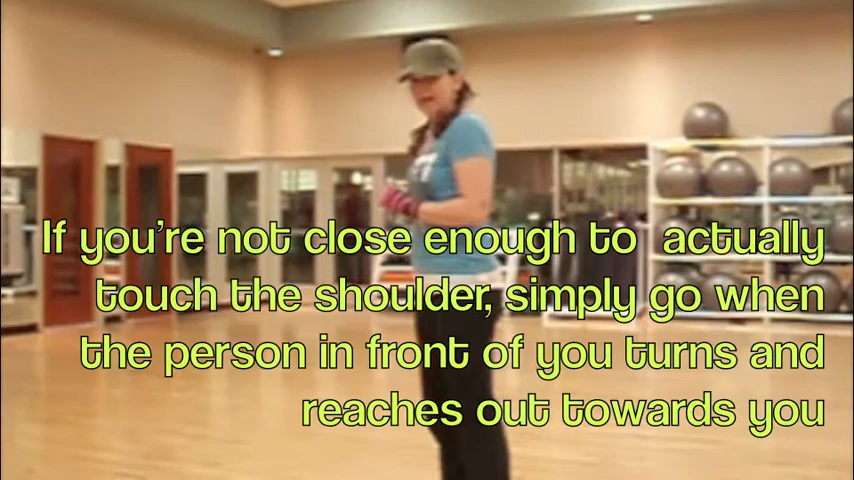 If you're not close enough to actually
touch the shoulder, simply go when
the person in front of you turns and
reaches out towards you